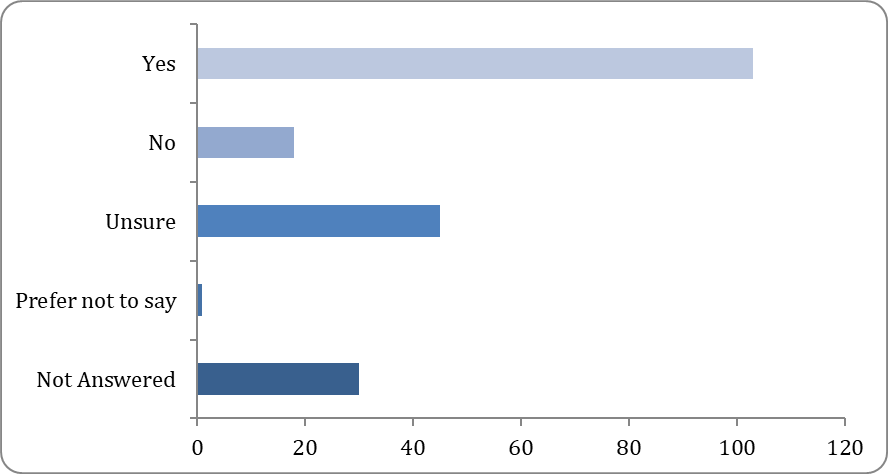 Yes
No
Unsure
Prefer not to say
Not Answered
0 20 40 60 80 100 120